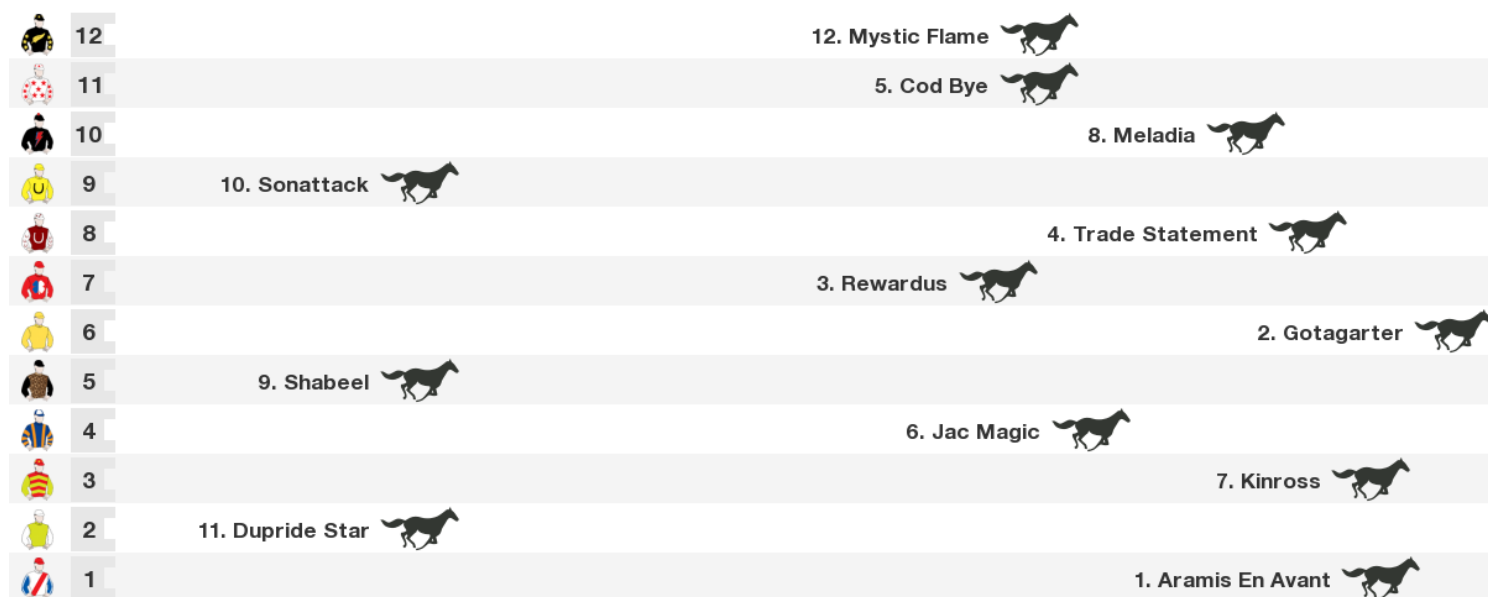 12 12. Mystic Flame
11 5. Cod Bye
10 8. Meladia
9 10. Sonattack
8 4. Trade Statement
7 3. Rewardus
6 2. Gotagarter
5 9. Shabeel
4 6. Jac Magic
3 7. Kinross
2 11. Dupride Star
1 1. Aramis En Avant